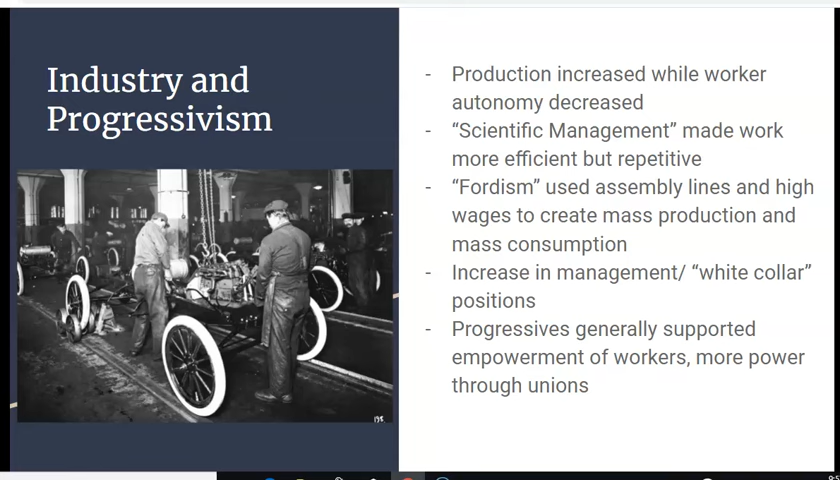 Industry and
Progressivism
- Production increased while worker
autonomy decreased
- “Scientific Management” made work
more efficient but repetitive
- “Fordism” used assembly lines and high
wages to create mass production and
mass consumption
- Increase in management/ “white collar”
positions
- Progressives generally supported
empowerment of workers, more power
through unions